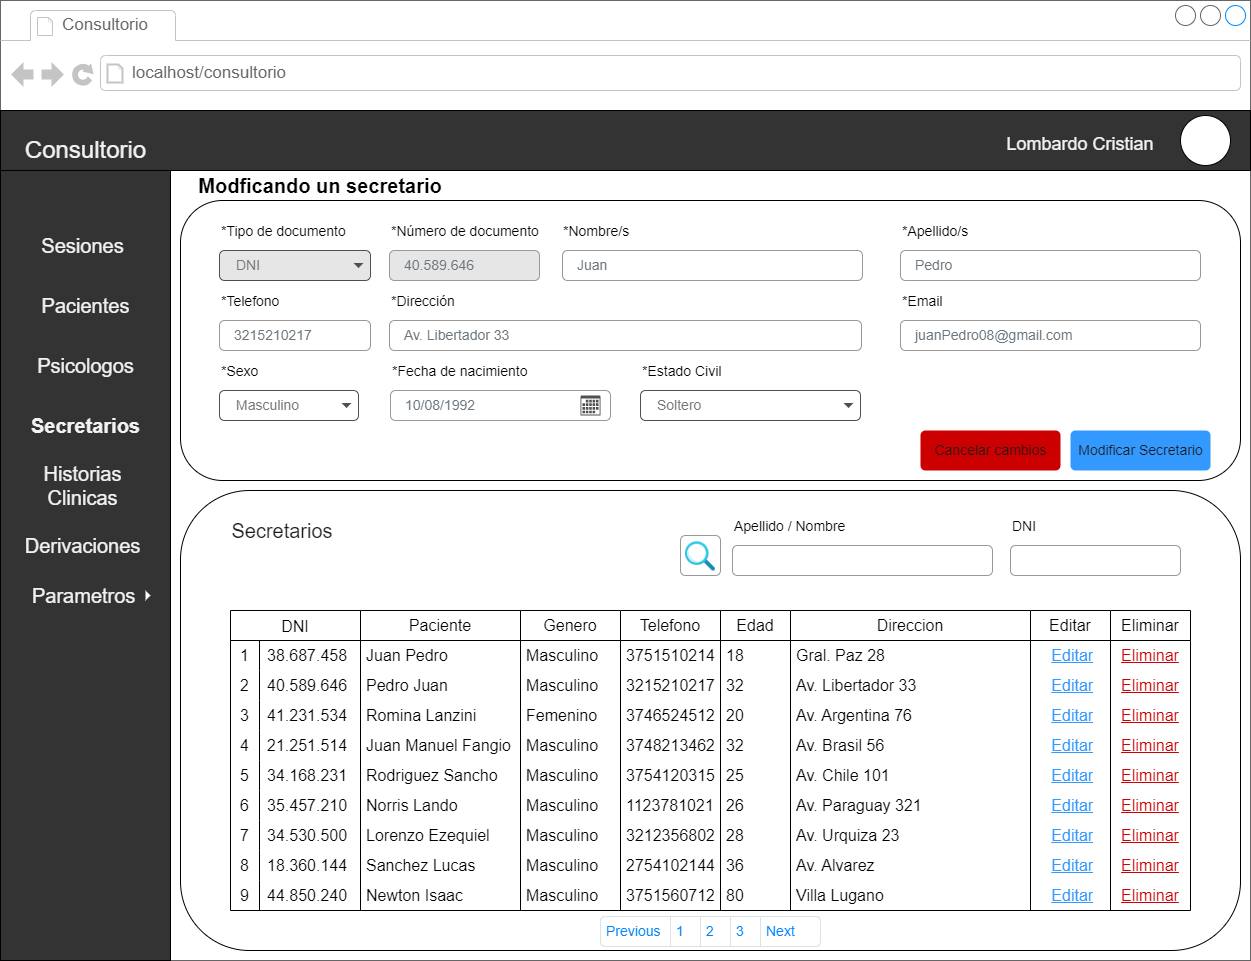 Consultorio
localhost/consultorio
Consultorio
Lombardo Cristian
Modficando un secretario
Sesiones
Pacientes
Psicologos
Secretarios
Historias
Clinicas
Derivaciones
Parametros
*Tipo de documento *Número de documento *Nombre/s *Apellido/s
DNI 40.589.646 Juan Pedro
*Telefono *Dirección *Email
3215210217 Av. Libertador 33 juanPedro08@gmail.com
*Sexo *Fecha de nacimiento *Estado Civil
Masculino 10/08/1992 Soltero
Cancelar cambios Modificar Secretario
Secretarios Apellido / Nombre DNI
DNI Paciente Genero Telefono Edad Direccion Editar Eliminar
1 38.687.458 Juan Pedro Masculino 3751510214 18 Gral. Paz 28 Editar Eliminar
2 40.589.646 Pedro Juan Masculino 3215210217 32 Av. Libertador 33 Editar Eliminar
3 41.231.534 Romina Lanzini Femenino 3746524512 20 Av. Argentina 76 Editar Eliminar
4 21.251.514 Juan Manuel Fangio Masculino 3748213462 32 Av. Brasil 56 Editar Eliminar
5 34.168.231 Rodriguez Sancho Masculino 3754120315 25 Av. Chile 101 Editar Eliminar
6 35.457.210 Norris Lando Masculino 1123781021 26 Av. Paraguay 321 Editar Eliminar
7 34.530.500 Lorenzo Ezequiel Masculino 3212356802 28 Av. Urquiza 23 Editar Eliminar
8 18.360.144 Sanchez Lucas Masculino 2754102144 36 Av. Alvarez Editar Eliminar
9 44.850.240 Newton Isaac Masculino 3751560712 80 Villa Lugano Editar Eliminar
Previous 1 2 3 Next